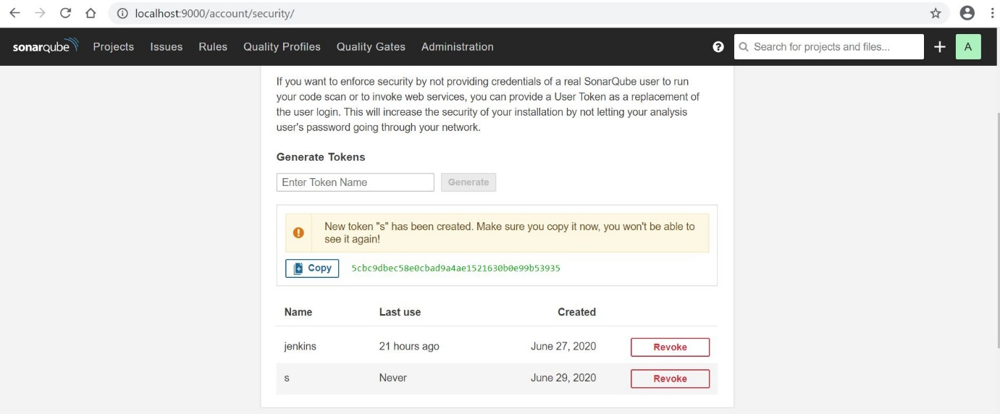 localhost:9000/account/security/
sonarqube Projects Issues Rules Quality Profiles Quality Gates Administration ? Search for projects and files... + A
If you want to enforce security by not providing credentials of a real SonarQube user to run
your code scan or to invoke web services, you can provide a User Token as a replacement of
the user login. This will increase the security of your installation by not letting your analysis
user's password going through your network.
Generate Tokens
Enter Token Name Generate
New token "s" has been created. Make sure you copy it now, you won't be able to
see it again!
Copy 5cbc9dbec58e0cbad9a4ae1521630b0e99b53935
Name Last use Created
jenkins 21 hours ago June 27, 2020 Revoke
s Never June 29, 2020 Revoke